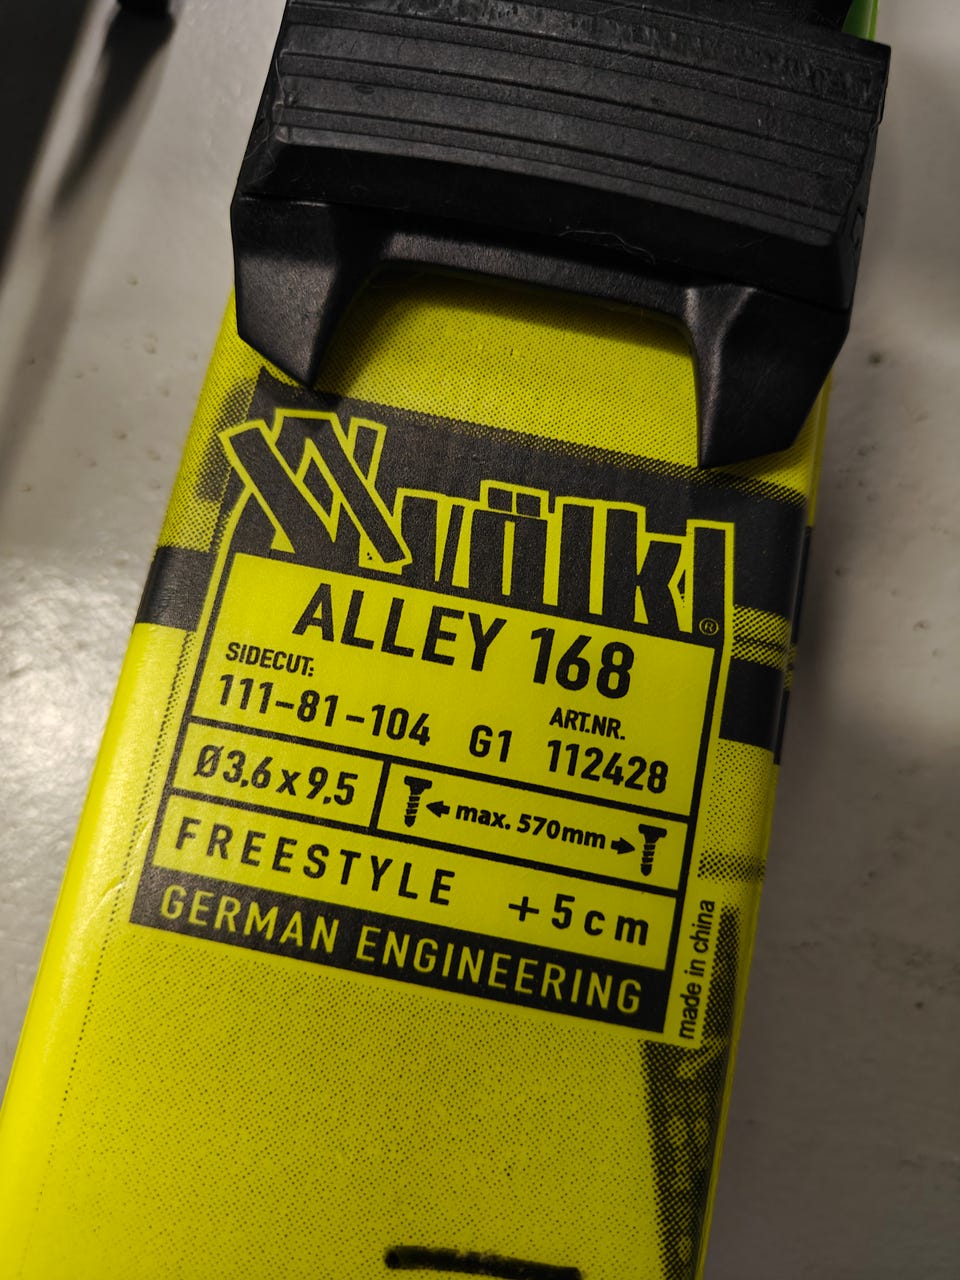 völkl®
ALLEY 168
SIDECUT:
111-81-104 G1
ART.NR.
112428
Ø3,6 x 9,5
max. 570mm
FREESTYLE +5cm
GERMAN ENGINEERING
made in china